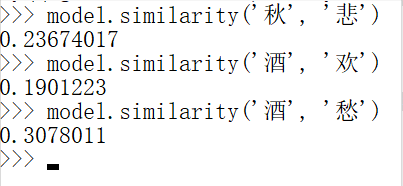 >>> model.similarity('秋', '悲')
0.23674017
>>> model.similarity('酒', '欢')
0.1901223
>>> model.similarity('酒', '愁')
0.3078011
>>>